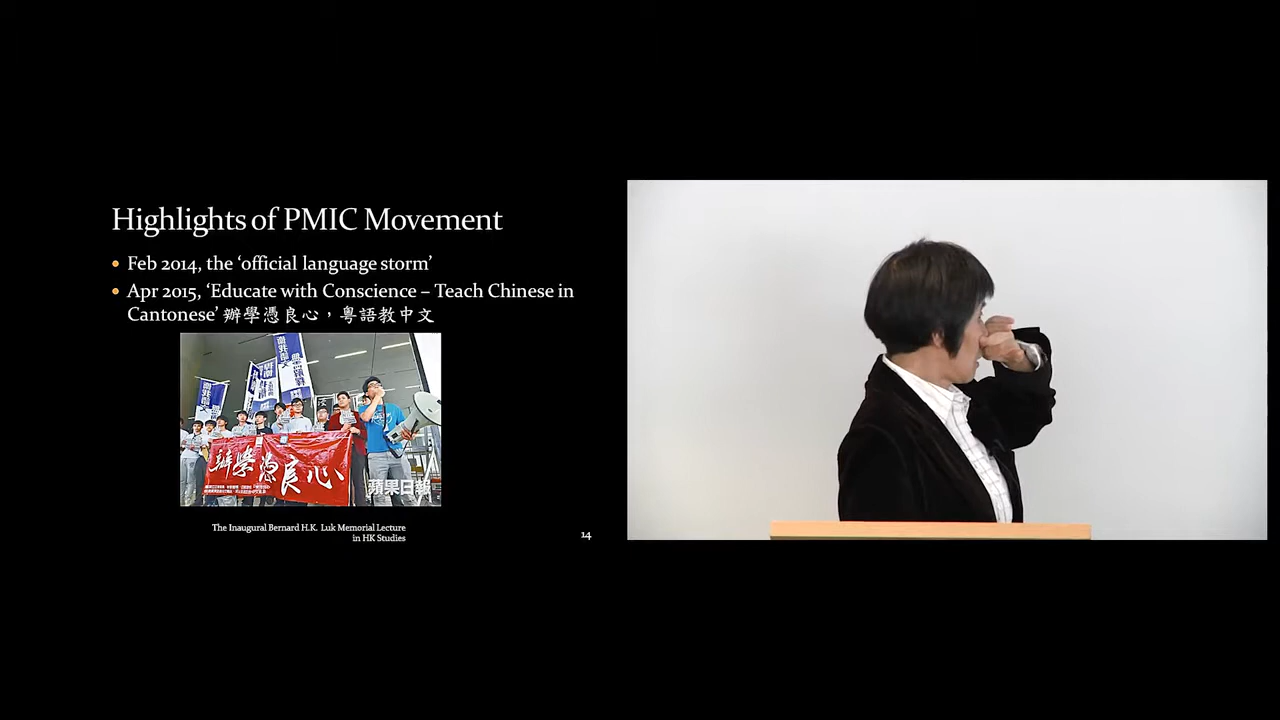 Highlights of PMIC Movement
Feb 2014, the ‘official language storm’
Apr 2015, ‘Educate with Conscience – Teach Chinese in
Cantonese’ 辦學憑良心，粵語教中文
辦學憑良心
蘋果日報
The Inaugural Bernard H.K. Luk Memorial Lecture
in HK Studies
14